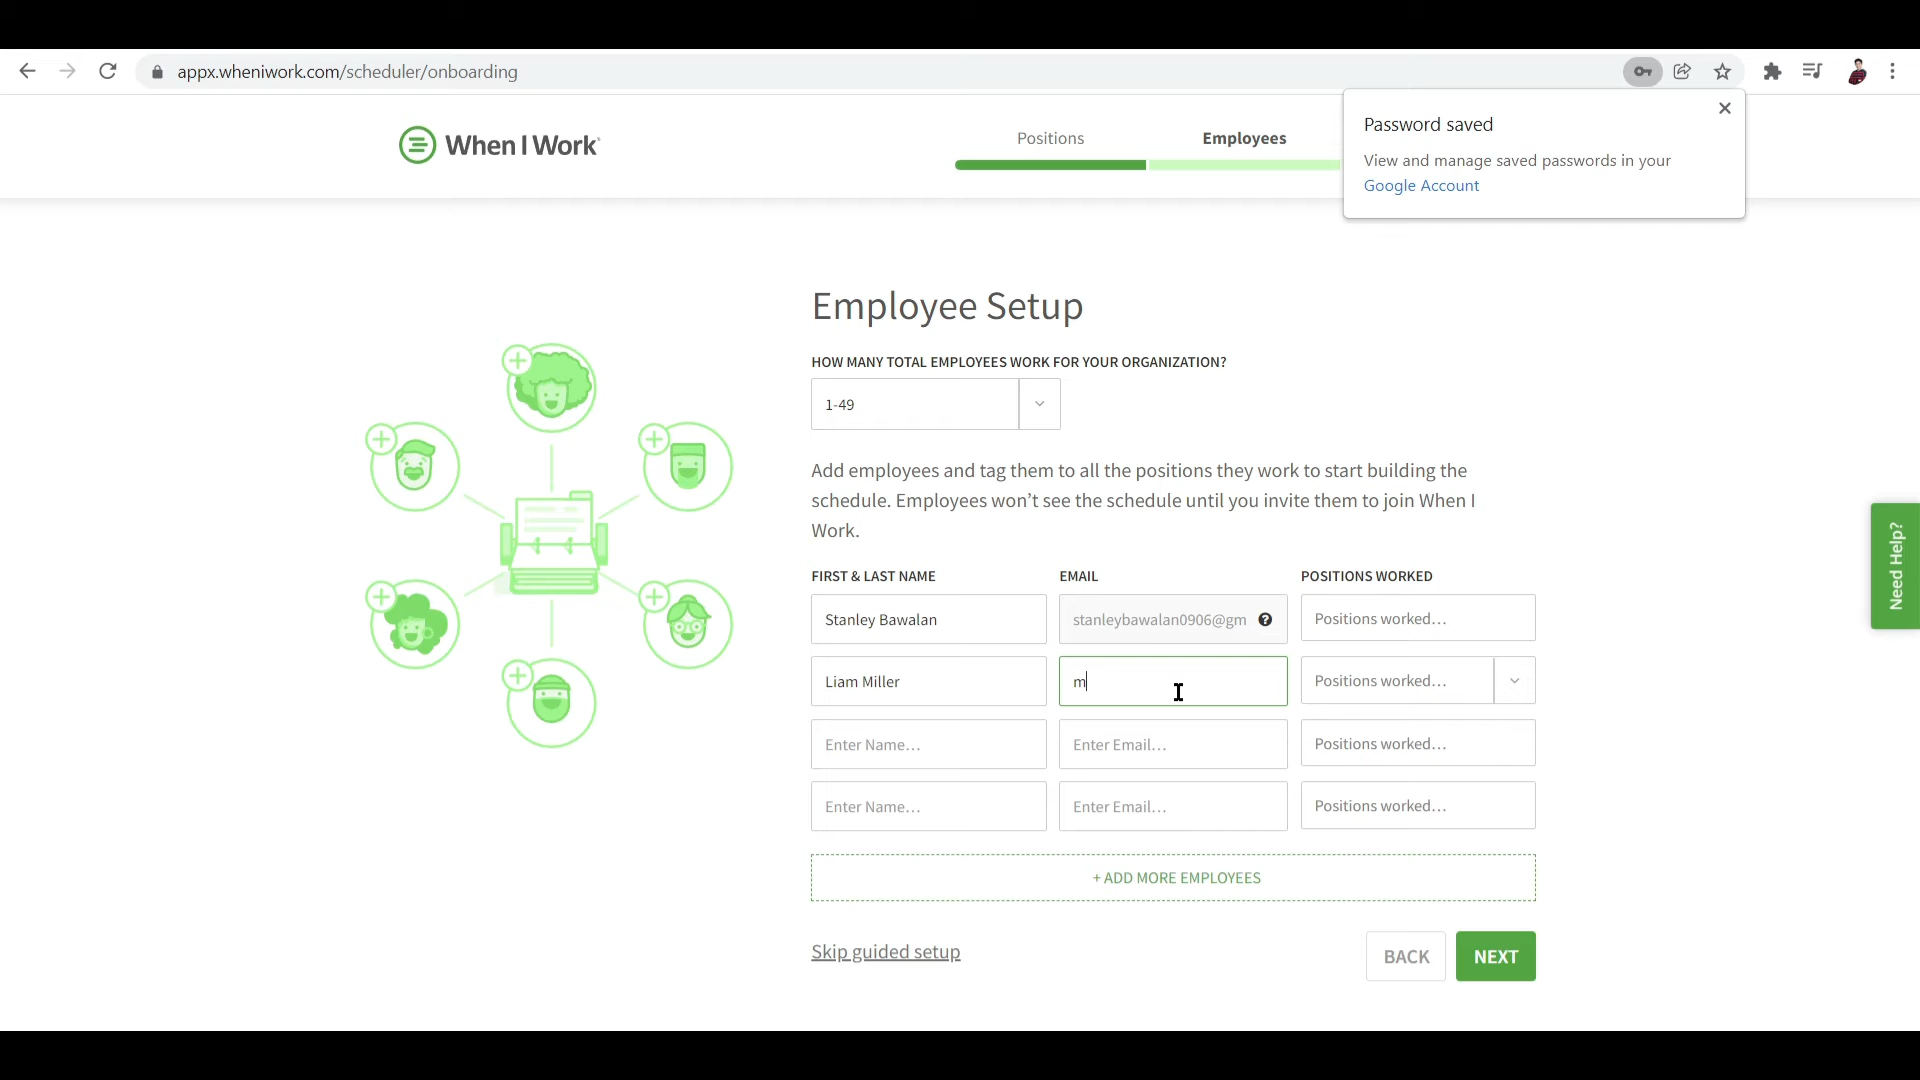 appx.wheniwork.com/scheduler/onboarding
When I Work
Positions
Employees
Password saved
View and manage saved passwords in your
Google Account
Employee Setup
HOW MANY TOTAL EMPLOYEES WORK FOR YOUR ORGANIZATION?
1-49
Add employees and tag them to all the positions they work to start building the
schedule. Employees won't see the schedule until you invite them to join When I
Work.
FIRST & LAST NAME
EMAIL
POSITIONS WORKED
Stanley Bawalan
stanleybawalan0906@gm
Positions worked...
Liam Miller
m
Positions worked...
Enter Name...
Enter Email...
Positions worked...
Enter Name...
Enter Email...
Positions worked...
+ ADD MORE EMPLOYEES
Skip guided setup
BACK
NEXT
Need Help?